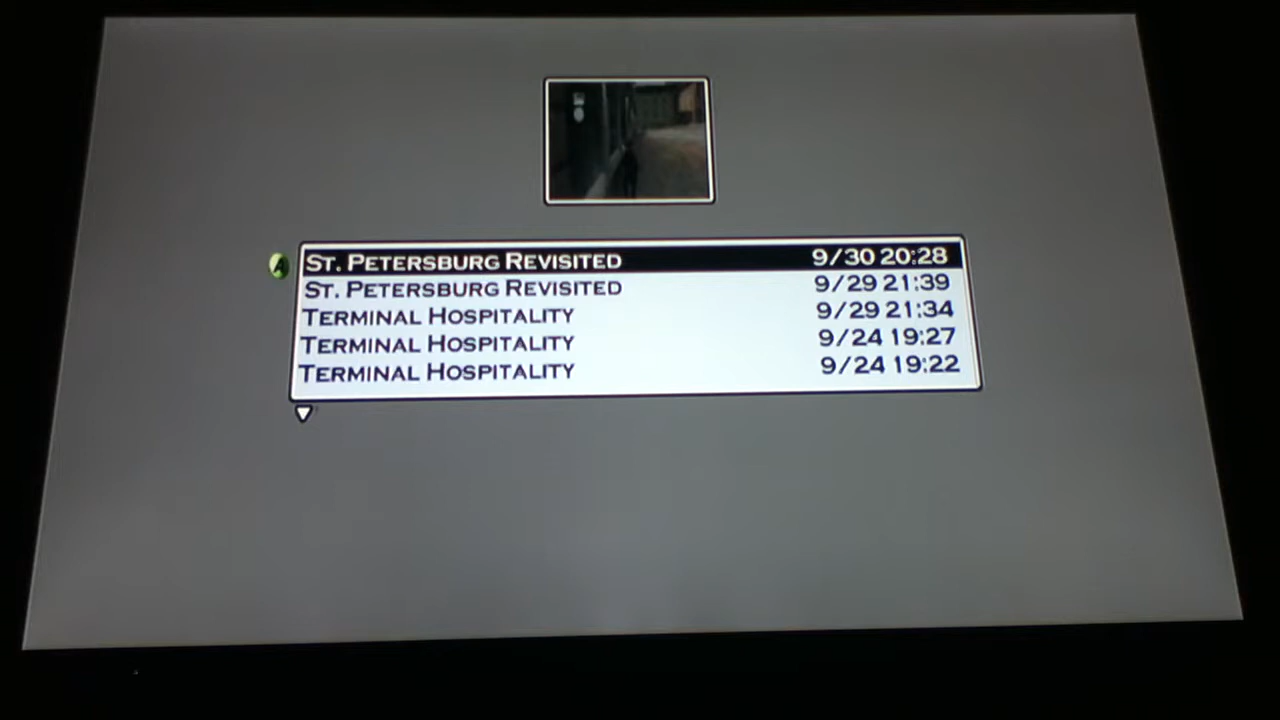 A St. Petersburg Revisited 9/30 20:28
St. Petersburg Revisited 9/29 21:39
Terminal Hospitality 9/29 21:34
Terminal Hospitality 9/24 19:27
Terminal Hospitality 9/24 19:22